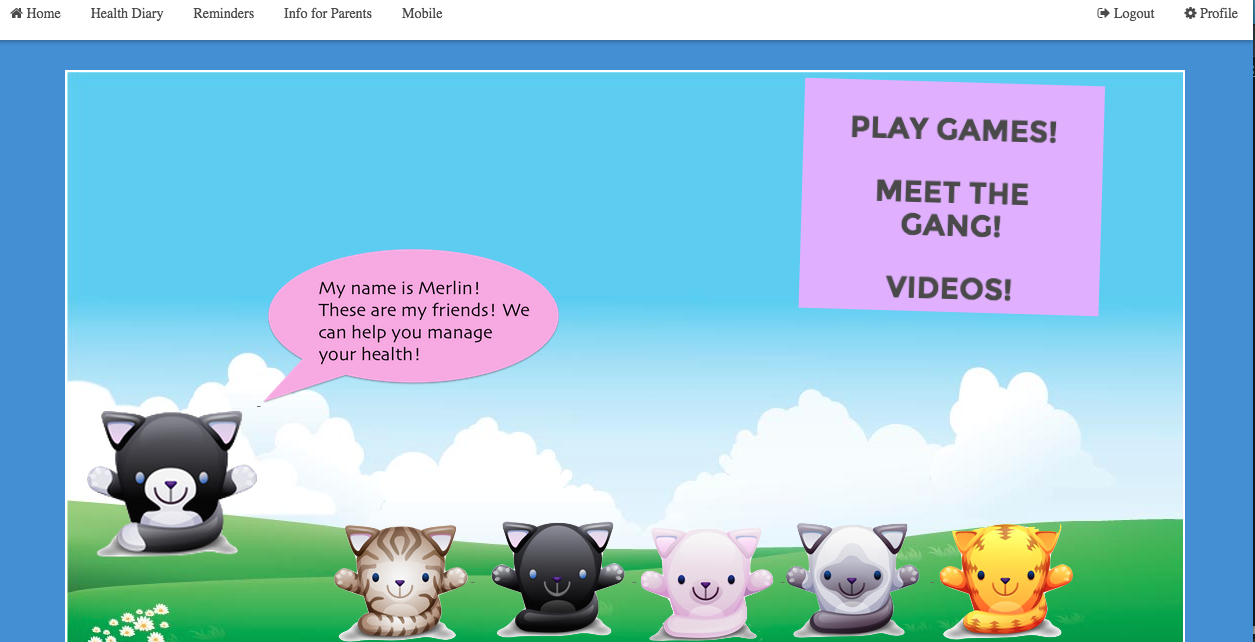 Home Health Diary Reminders Info for Parents Mobile Logout Profile
PLAY GAMES!
MEET THE
GANG!
VIDEOS!
My name is Merlin!
These are my friends! We
can help you manage
your health!